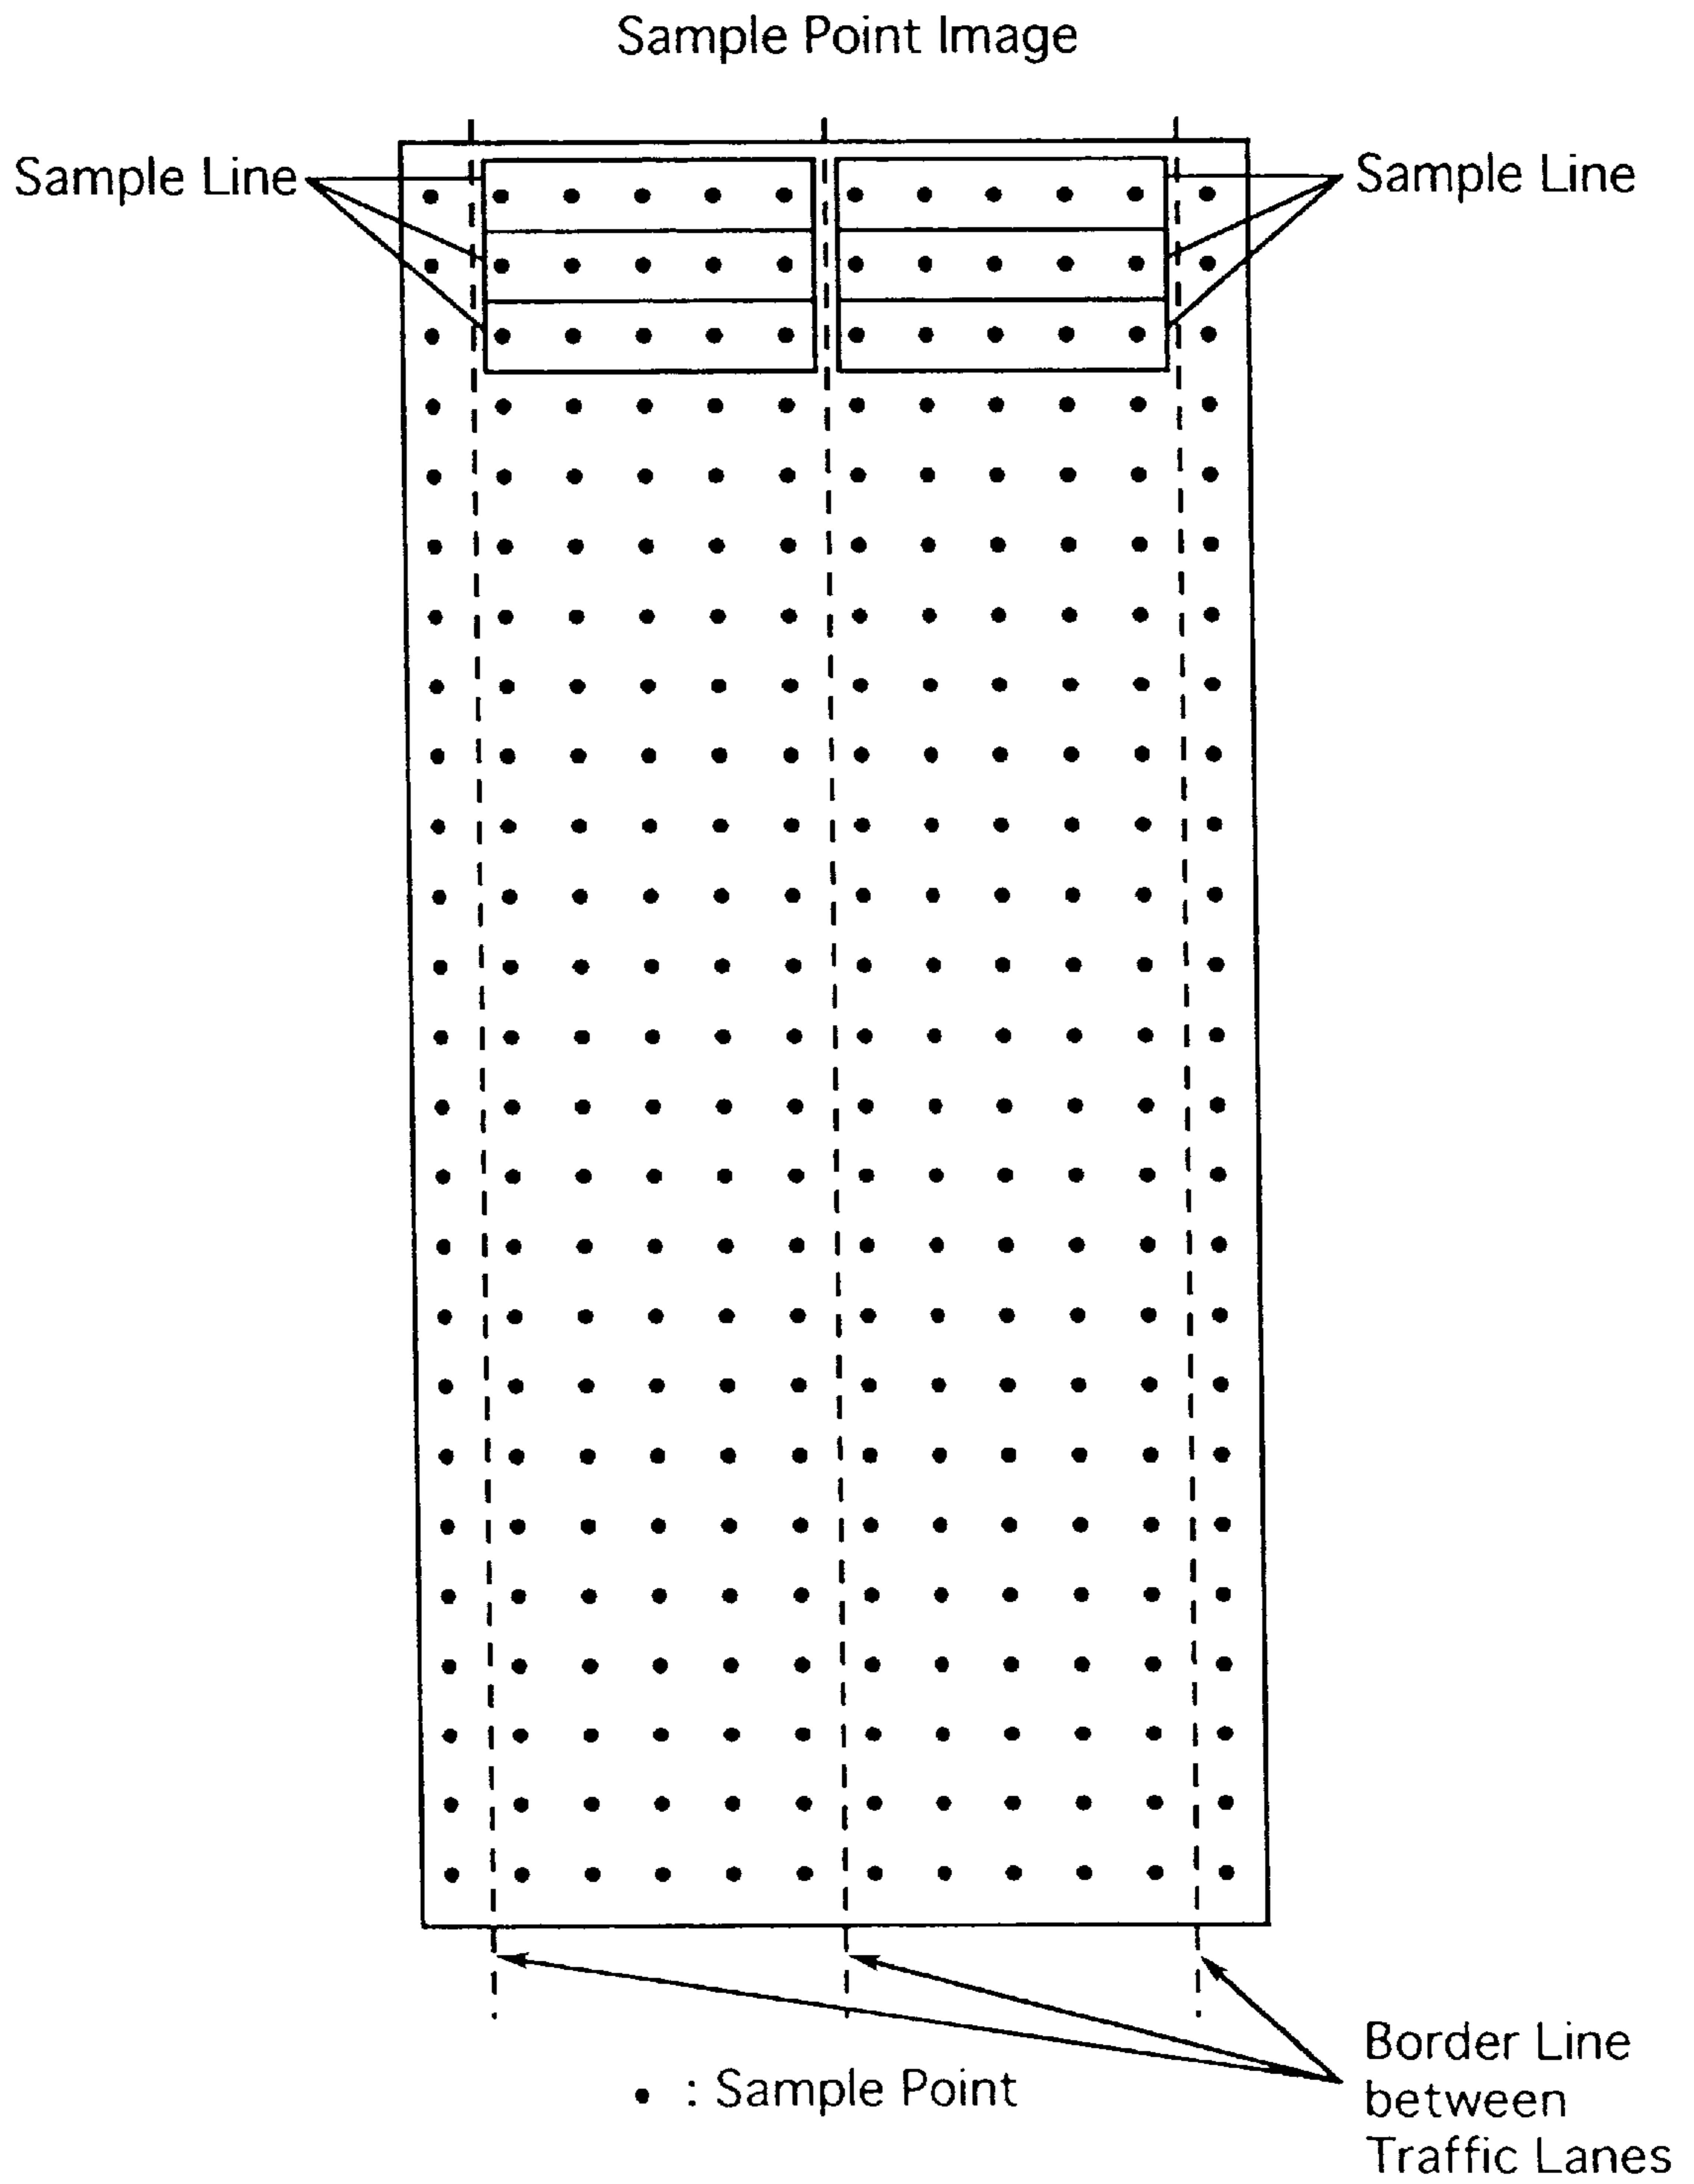 Sample Point Image
Sample Line
Sample Line
• : Sample Point
Border Line
between
Traffic Lanes